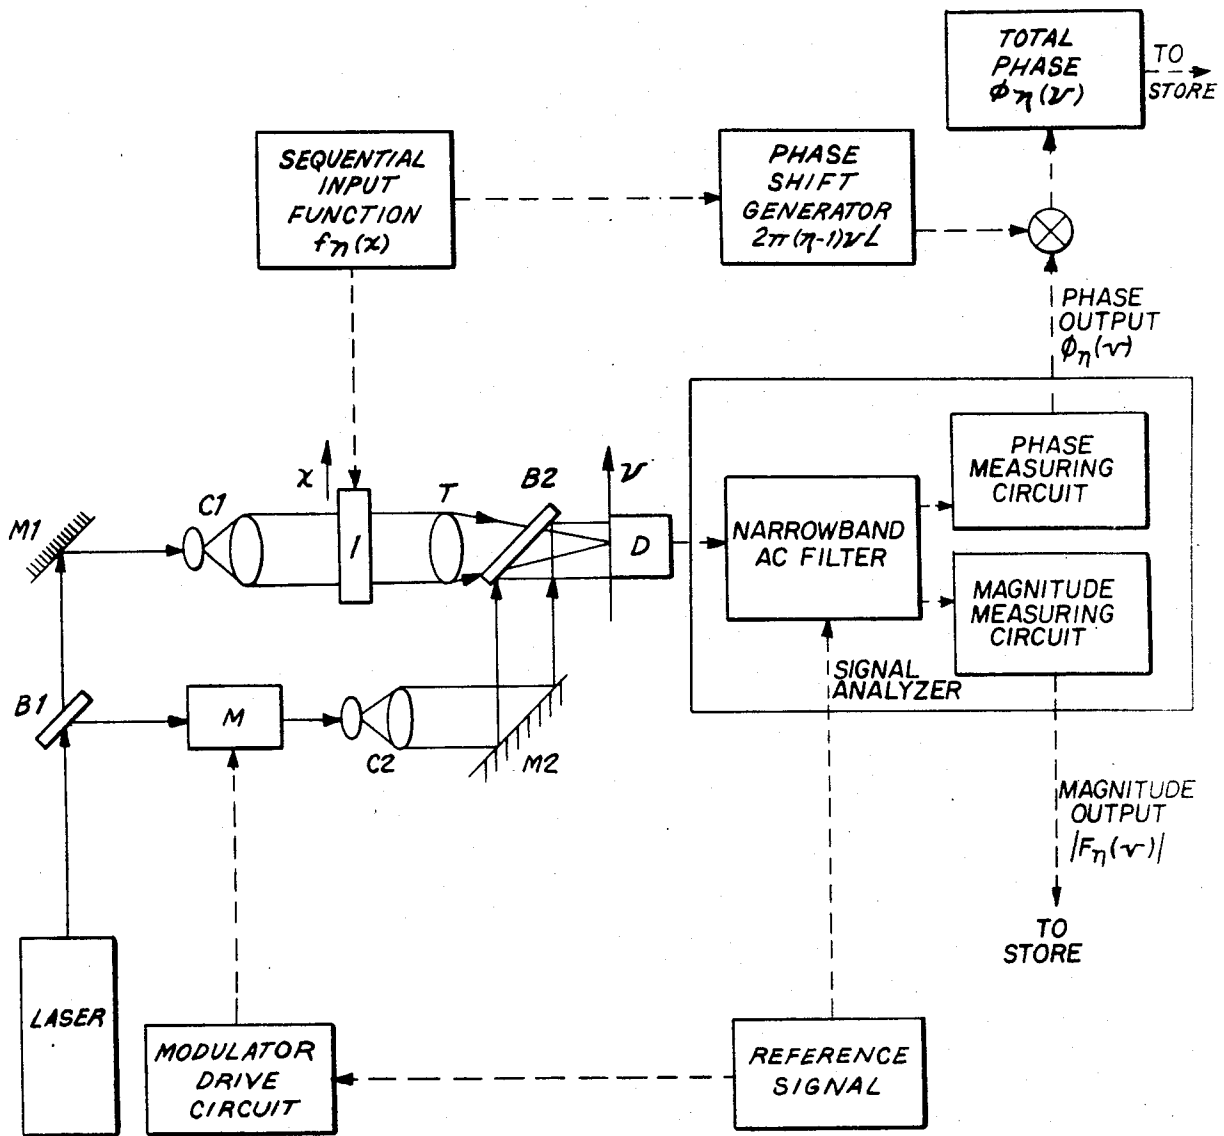 TOTAL
PHASE
ϕη(ν)
TO
STORE
SEQUENTIAL
INPUT
FUNCTION
fη(x)
PHASE
SHIFT
GENERATOR
2π(η-1)νL
PHASE
OUTPUT
ϕη(ν)
x
C1
I
T
B2
ν
D
M1
NARROWBAND
AC FILTER
PHASE
MEASURING
CIRCUIT
MAGNITUDE
MEASURING
CIRCUIT
SIGNAL
ANALYZER
B1
M
C2
M2
MAGNITUDE
OUTPUT
|Fη(ν)|
TO
STORE
LASER
MODULATOR
DRIVE
CIRCUIT
REFERENCE
SIGNAL